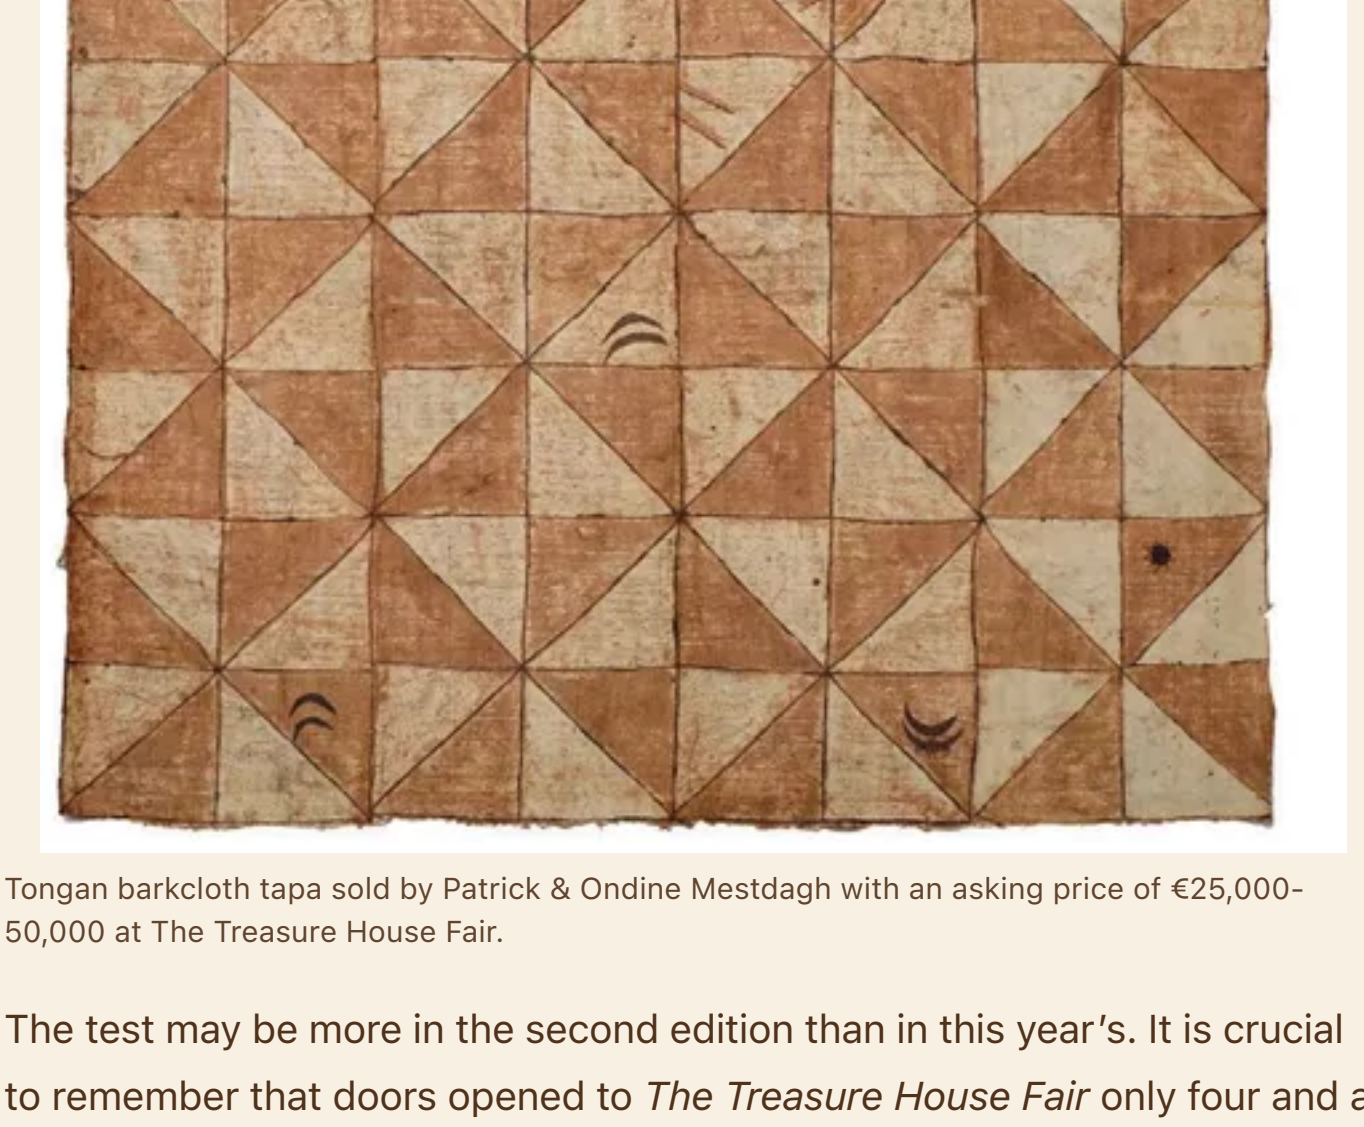 Tongan barkcloth tapa sold by Patrick & Ondine Mestdagh with an asking price of €25,000-
50,000 at The Treasure House Fair.
The test may be more in the second edition than in this year’s. It is crucial
to remember that doors opened to The Treasure House Fair only four and a